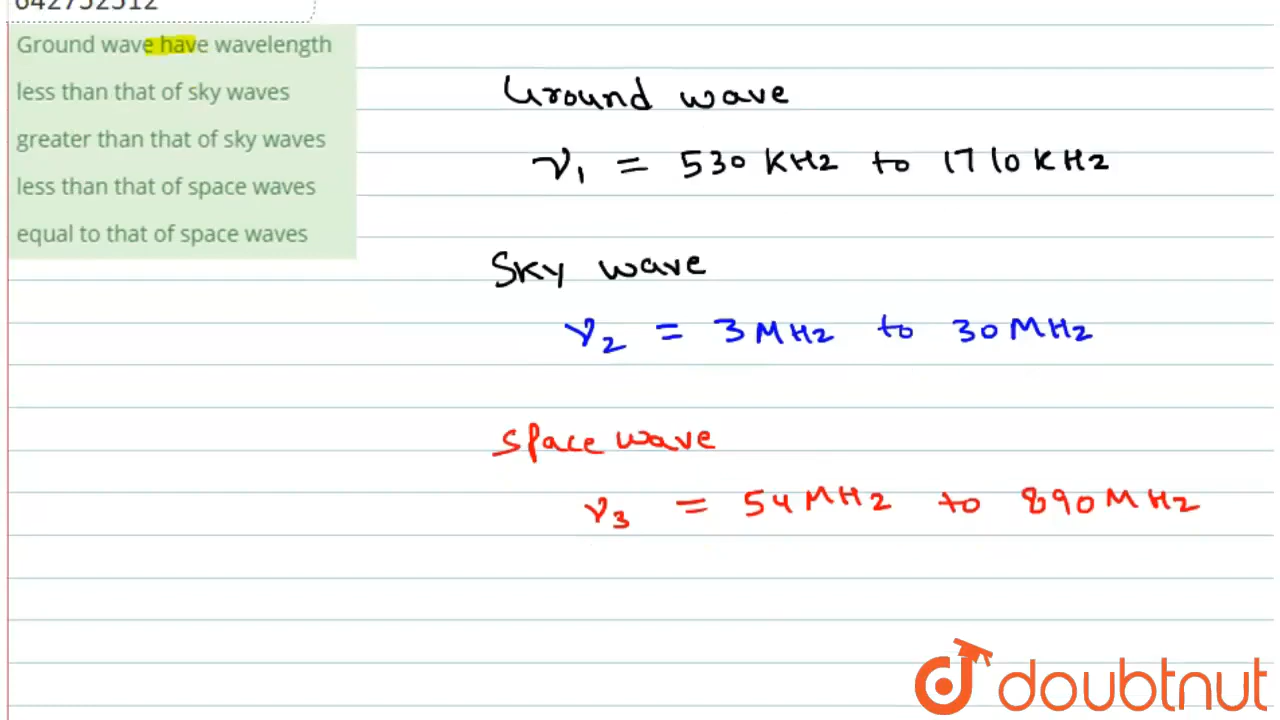 642752512
Ground wave have wavelength
less than that of sky waves
greater than that of sky waves
less than that of space waves
equal to that of space waves
Ground wave
ν1 = 530 KHz to 1710 KHz
Sky wave
ν2 = 3 MHz to 30 MHz
Space wave
ν3 = 54 MHz to 890 MHz
doubtnut